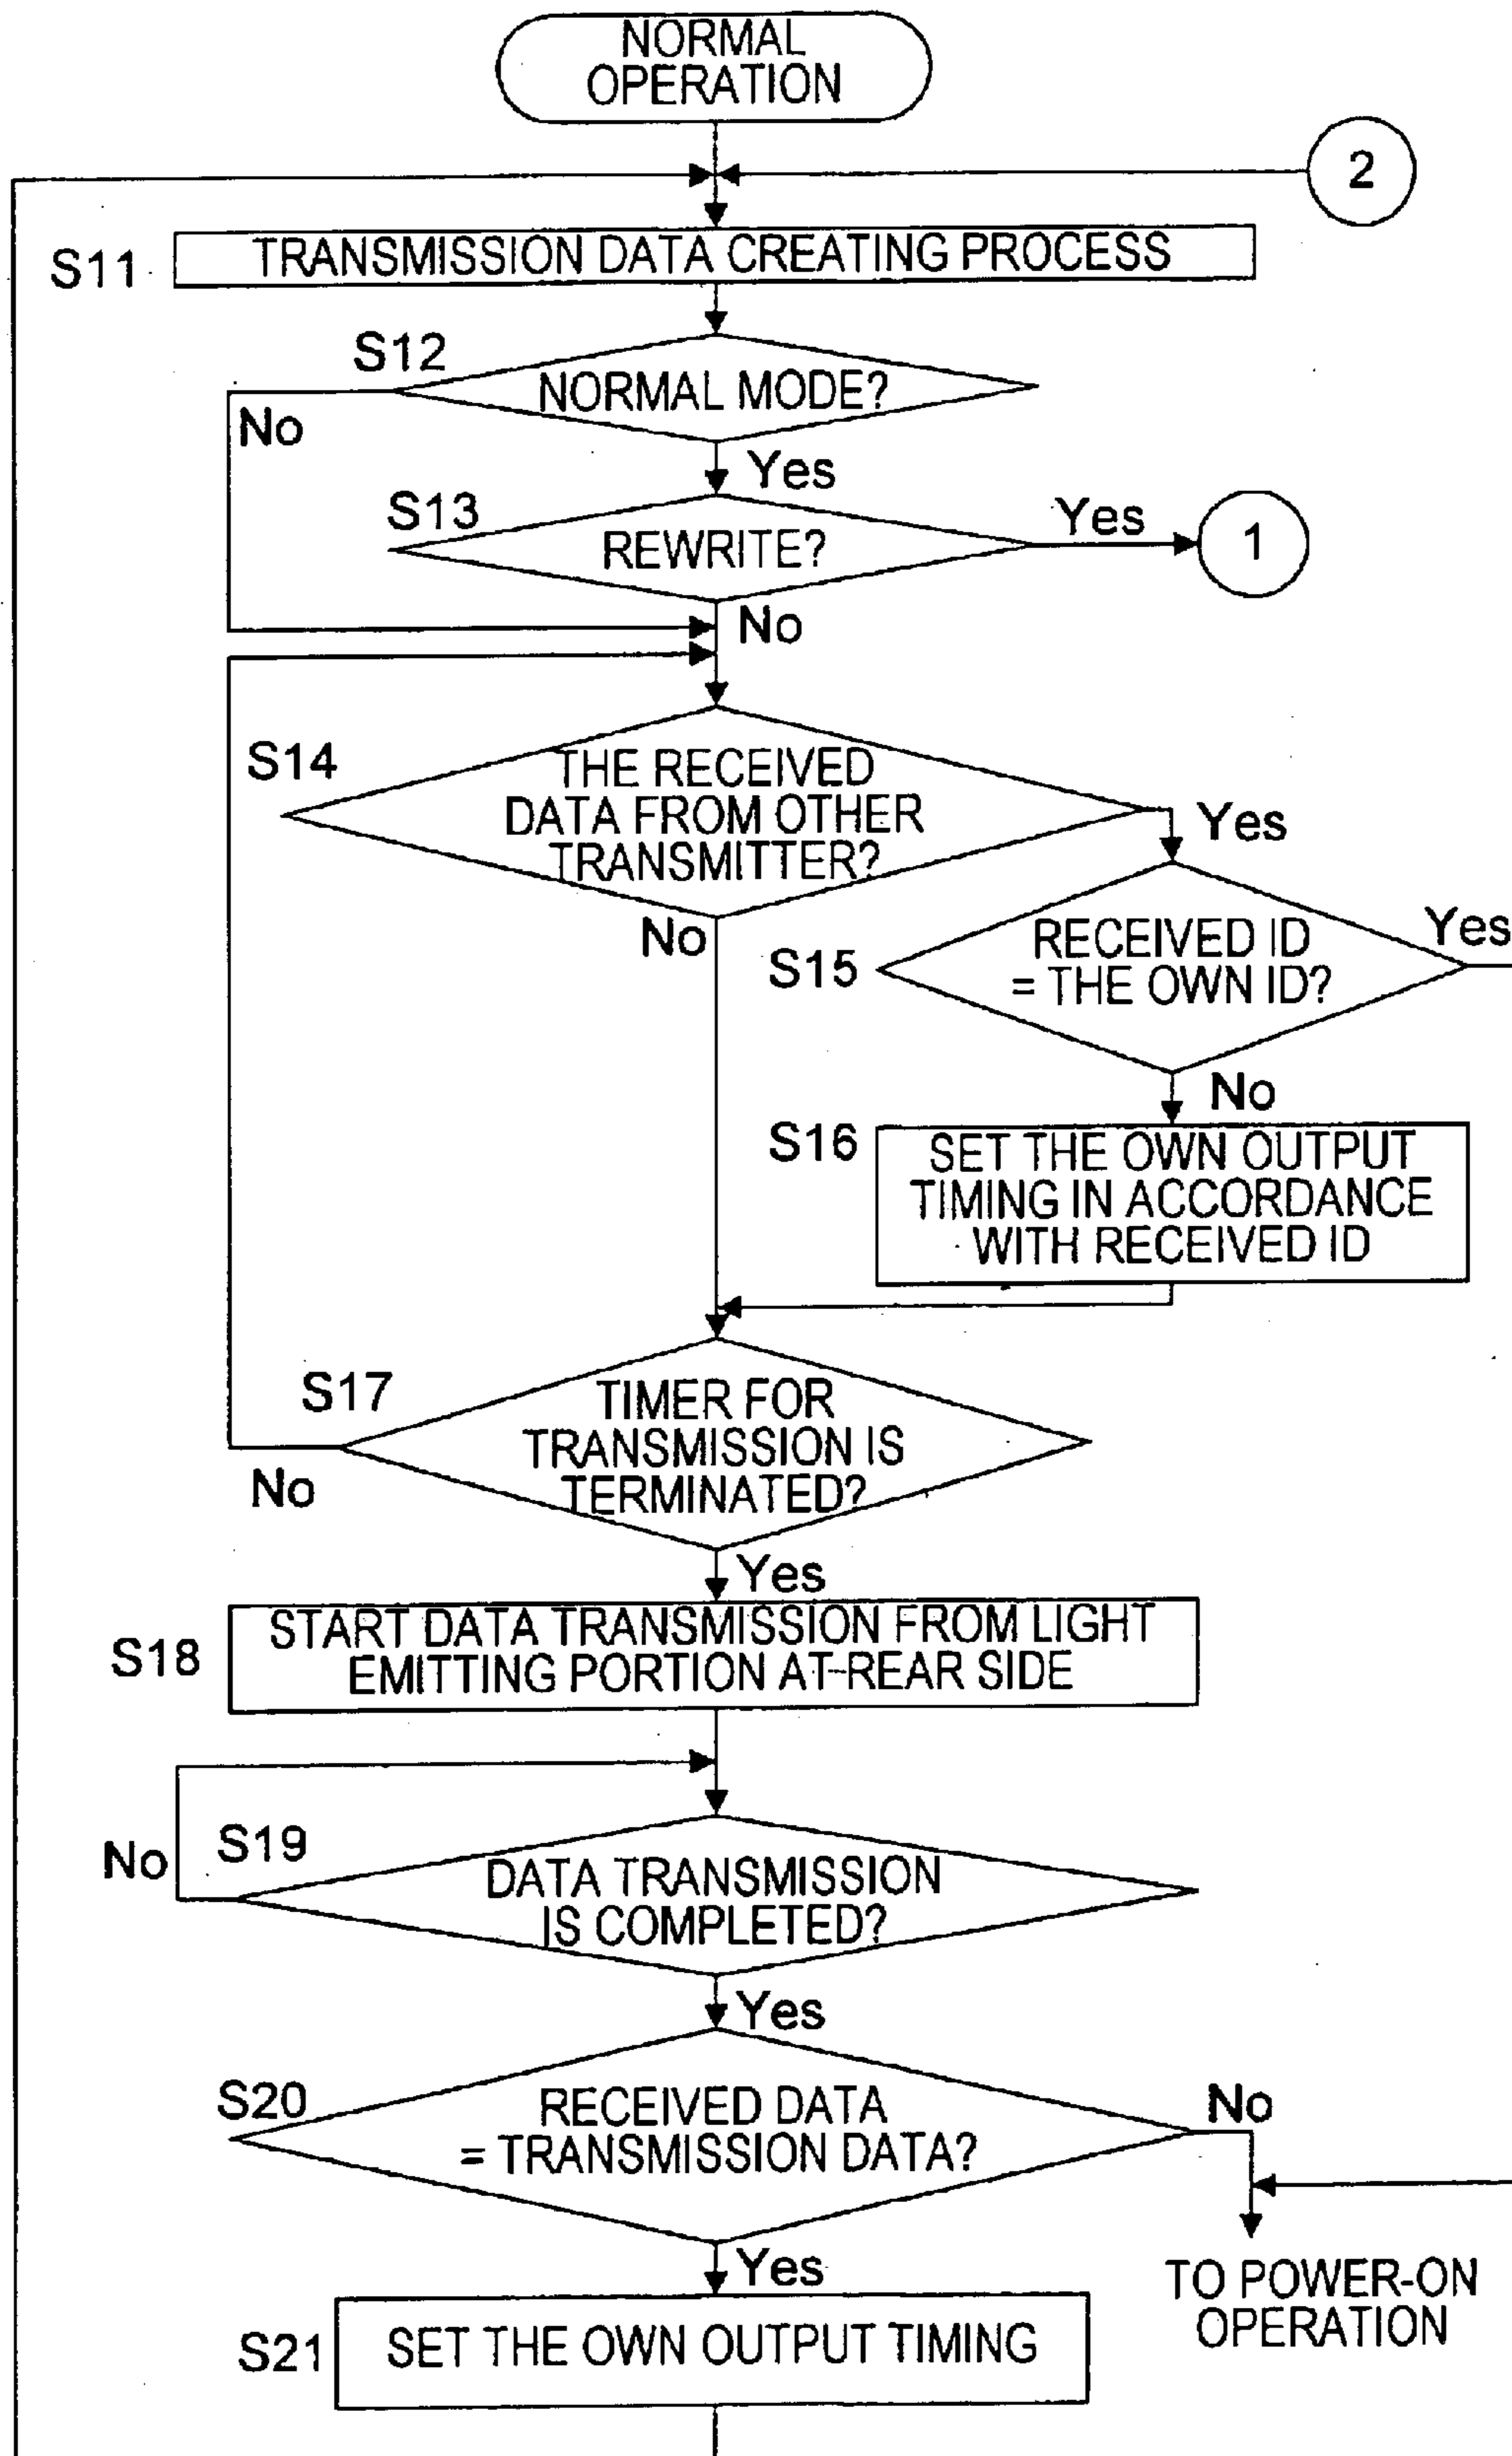 NORMAL
OPERATION
2
S11
TRANSMISSION DATA CREATING PROCESS
S12
NORMAL MODE?
No
Yes
S13
REWRITE?
Yes
1
No
S14
THE RECEIVED
DATA FROM OTHER
TRANSMITTER?
Yes
No
S15
RECEIVED ID
= THE OWN ID?
Yes
No
S16
SET THE OWN OUTPUT
TIMING IN ACCORDANCE
WITH RECEIVED ID
S17
TIMER FOR
TRANSMISSION IS
TERMINATED?
No
Yes
S18
START DATA TRANSMISSION FROM LIGHT
EMITTING PORTION AT-REAR SIDE
No
S19
DATA TRANSMISSION
IS COMPLETED?
Yes
S20
RECEIVED DATA
= TRANSMISSION DATA?
No
Yes
TO POWER-ON
OPERATION
S21
SET THE OWN OUTPUT TIMING